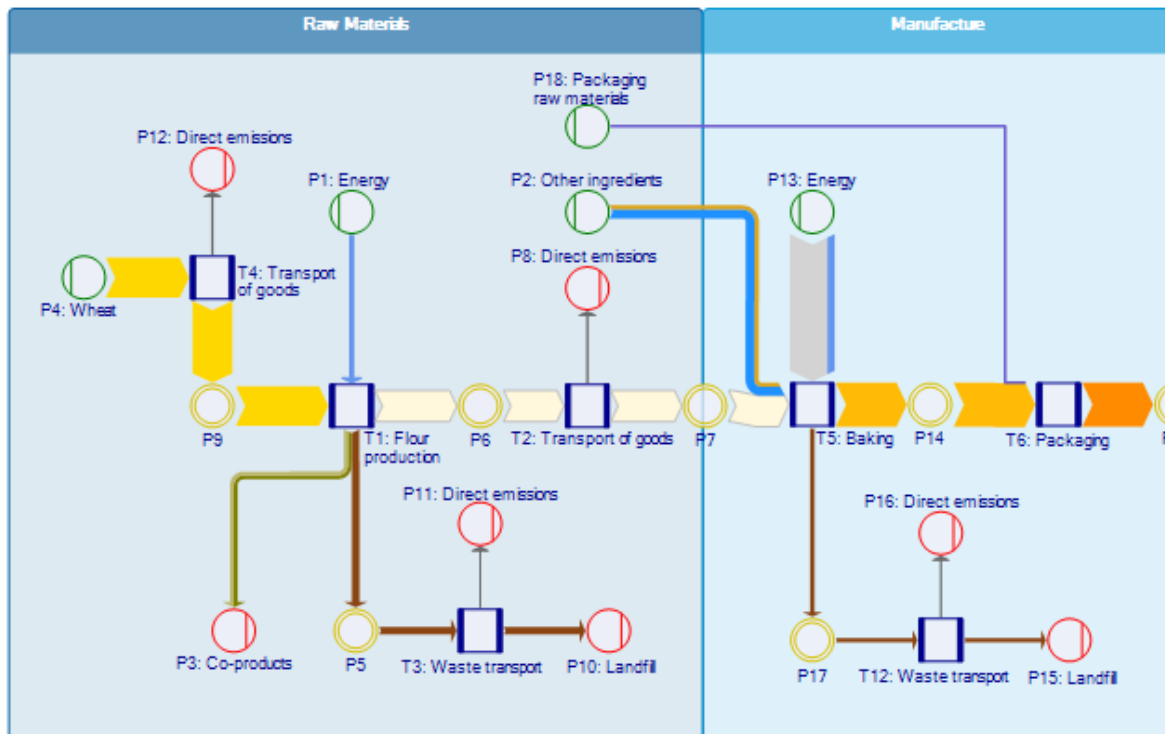 Raw Materials
Manufacture
P18: Packaging
raw materials
P12: Direct emissions
P1: Energy
P2: Other ingredients
P13: Energy
P8: Direct emissions
T4: Transport
of goods
P4: Wheat
P9
T1: Flour
production
P6
T2: Transport of goods
P7
T5: Baking
P14
T6: Packaging
P11: Direct emissions
P16: Direct emissions
P3: Co-products
P5
T3: Waste transport
P10: Landfill
P17
T12: Waste transport
P15: Landfill